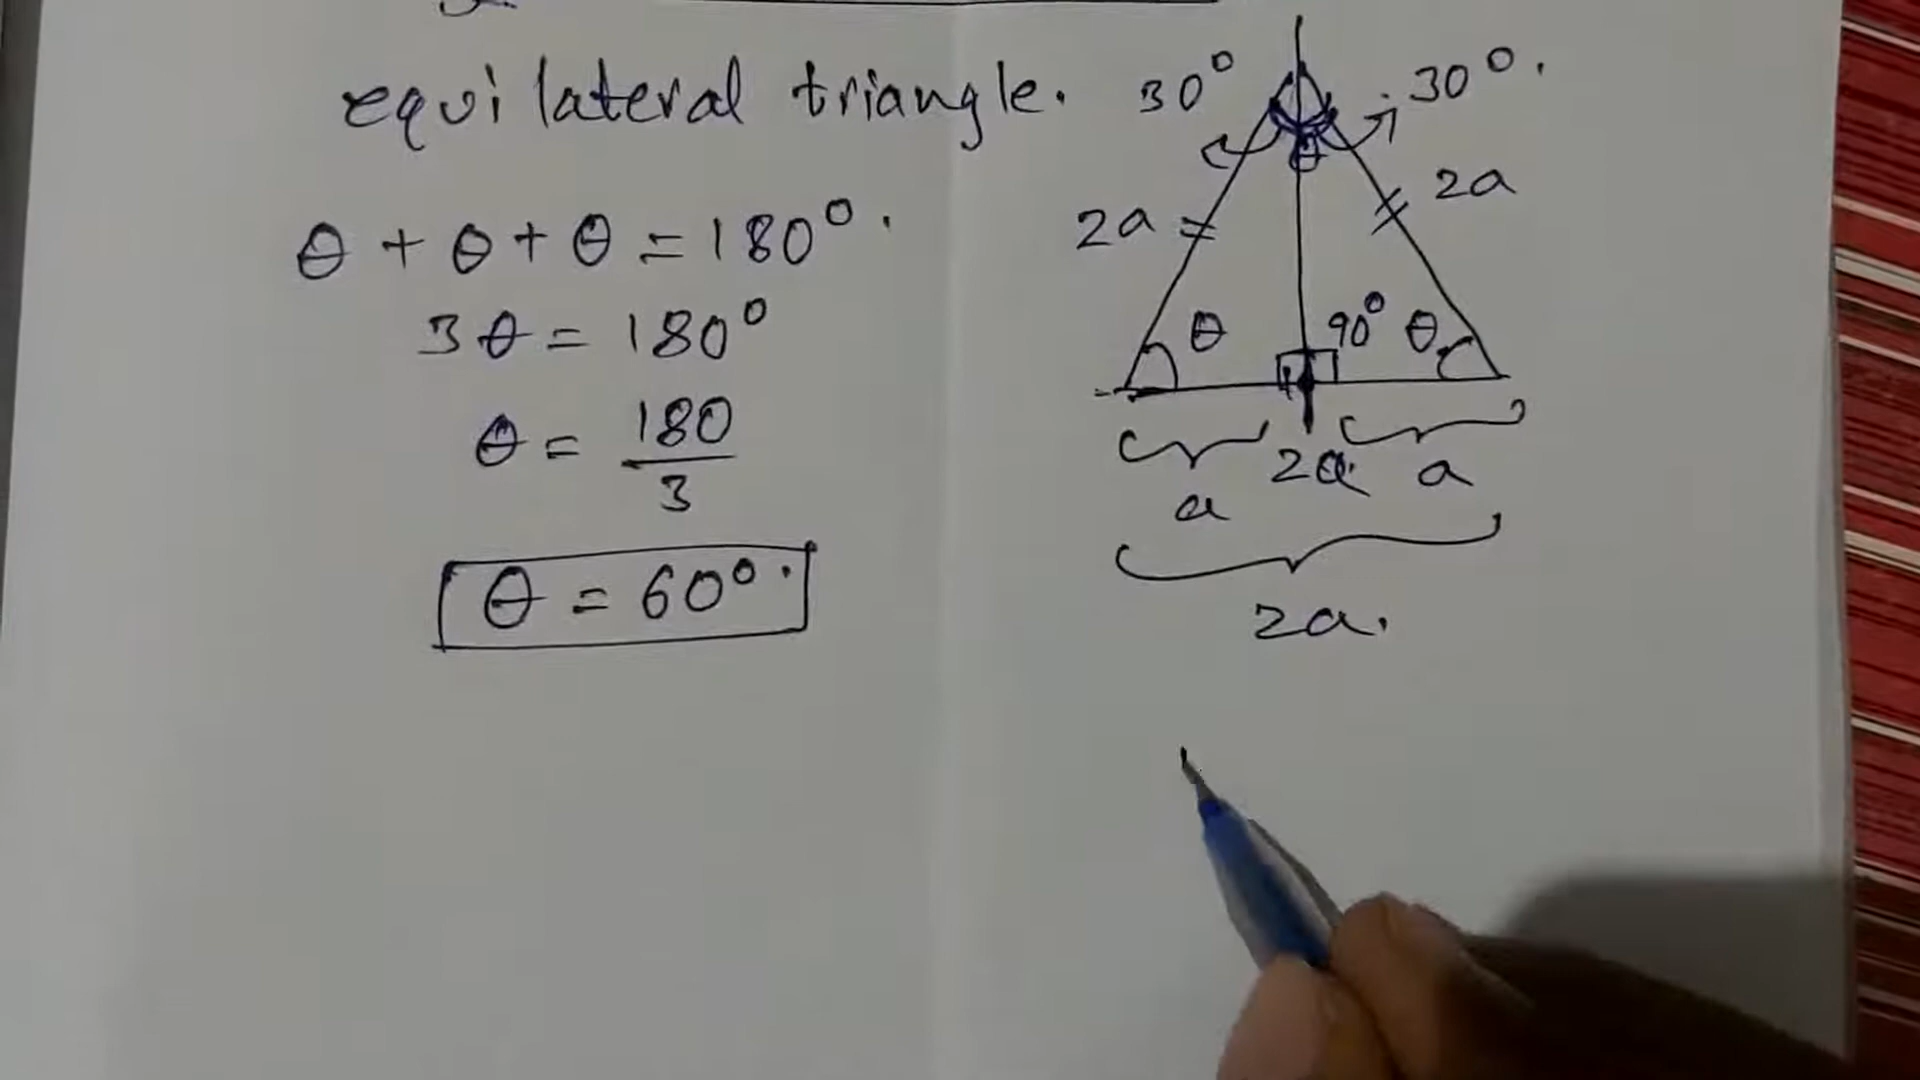 equilateral triangle.
θ + θ + θ = 180°.
3θ = 180°
θ = 180/3
θ = 60°.
30°
30°.
2a
2a
θ
θ
90°
θ
a
2a
a
2a.